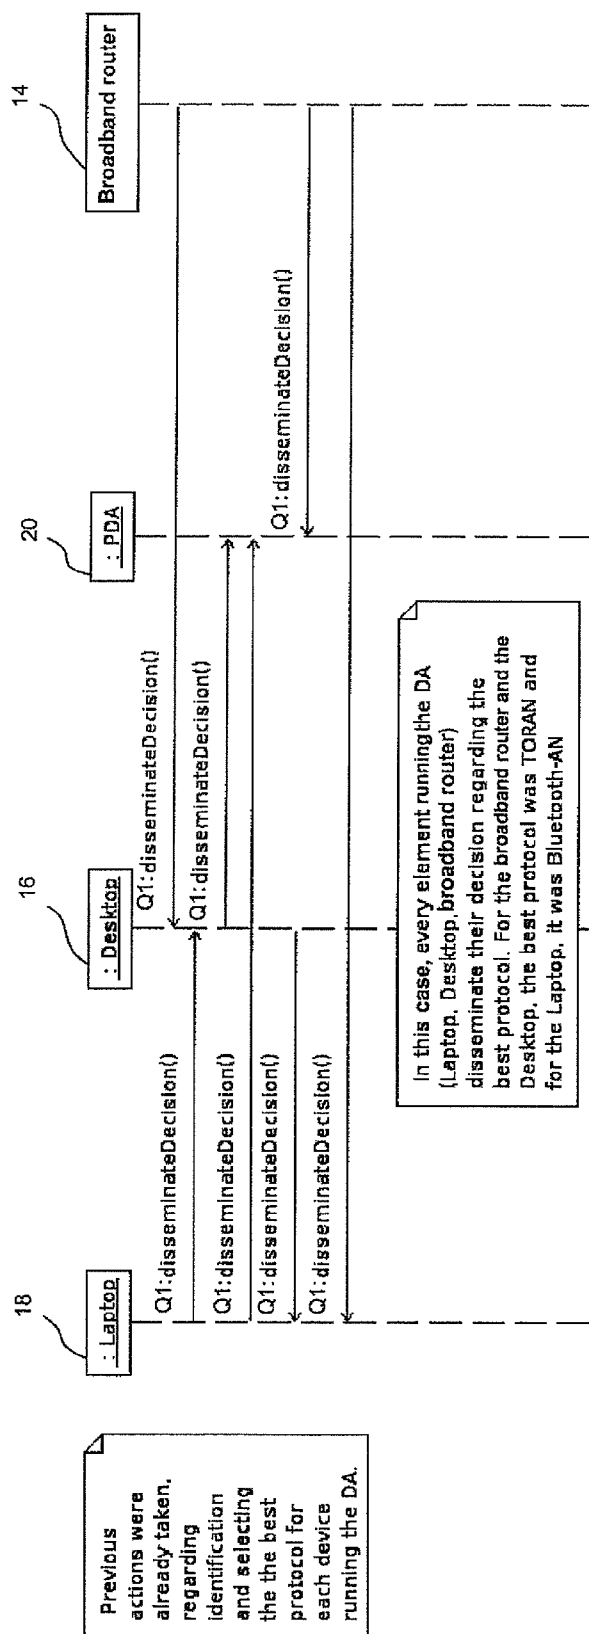 Previous
actions were
already taken,
regarding
identification
and selecting
the the best
protocol for
each device
running the DA.
18
: Laptop
16
: Desktop
20
: PDA
14
Broadband router
Q1:disseminateDecision()
Q1:disseminateDecision()
Q1:disseminateDecision()
Q1:disseminateDecision()
Q1:disseminateDecision()
Q1:disseminateDecision()
Q1:disseminateDecision()
In this case, every element running the DA
(Laptop, Desktop,broadband router)
disseminate their decision regarding the
best protocol. For the broadband router and the
Desktop, the best protocol was TORAN and
for the Laptop, it was Bluetooth-AN